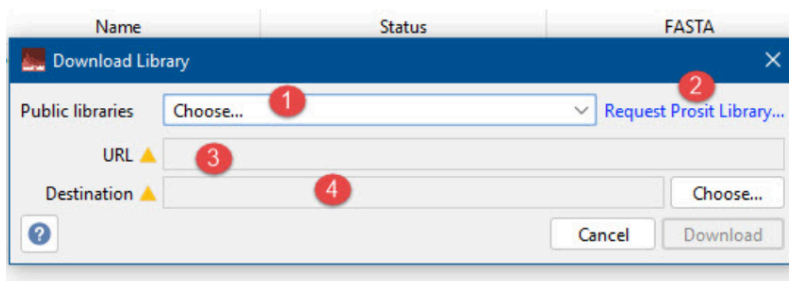 Name Status FASTA
Download Library
Public libraries Choose... 1 2 Request Prosit Library...
URL 3
Destination 4 Choose...
? Cancel Download